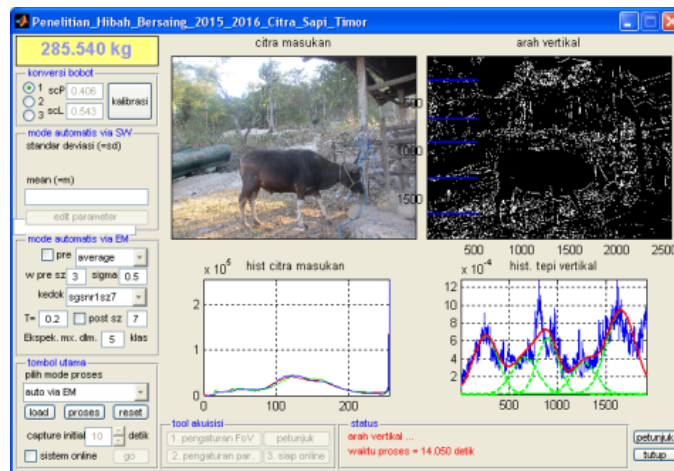 Penelitian_Hibah_Bersaing_2015_2016_Citra_Sapi_Timor
285.540 kg
konversi bobot
1 scP 0.406
2
3 scL 0.543
kalibrasi
mode automatis via SW
standar deviasi (=sd)
mean (=m)
edit parameter
mode automatis via EM
pre average
w pre sz 3 sigma 0.5
kedok sgsnr1sz7
T= 0.2 post sz 7
Ekspek. mx. dlm. 5 klas
tombol utama
pilih mode proses
auto via EM
load proses reset
capture initial 10 detik
sistem online go
citra masukan
500
1000
1500
arah vertikal
500 1000 1500 2000 2500
hist citra masukan
x 10^5
2
1
0
0 100 200
hist. tepi vertikal
x 10^-4
12
10
8
6
4
2
500 1000 1500
tool akuisisi
1. pengaturan FoV petunjuk
2. pengaturan par. 3. siap online
status
arah vertikal ...
waktu proses = 14.050 detik
petunjuk
tutup